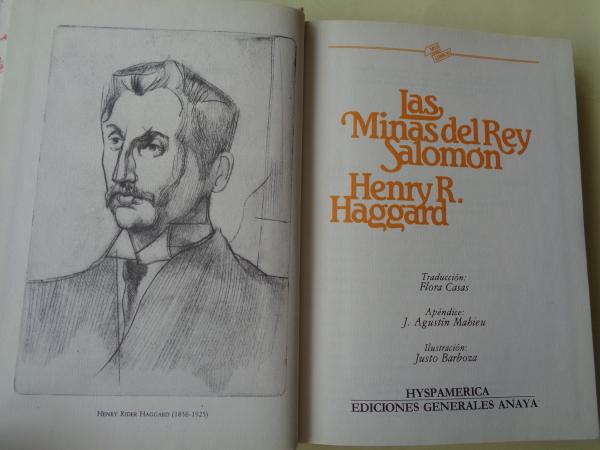 HENRY RIDER HAGGARD (1856-1925)
Las
Minas del Rey
Salomón
Henry R.
Haggard
Traducción:
Flora Casas
Apéndice:
J. Agustín Mahieu
Ilustración:
Justo Barboza
HYSPAMERICA
EDICIONES GENERALES ANAYA